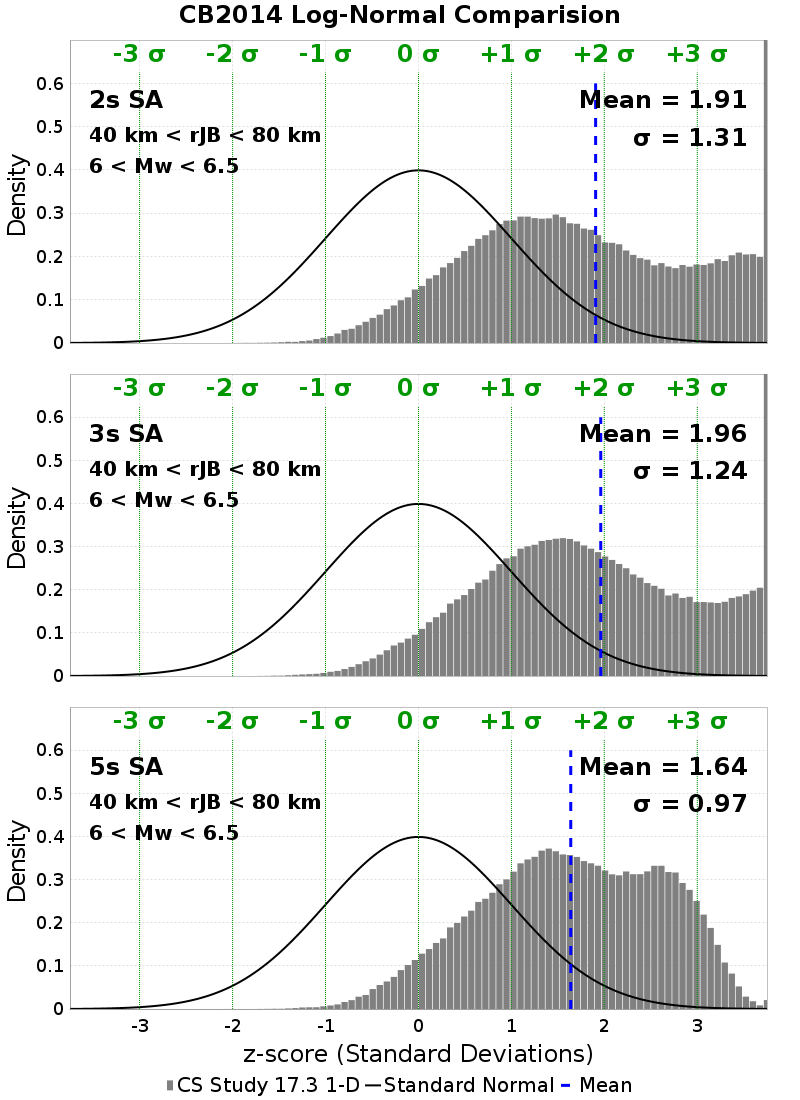 CB2014 Log-Normal Comparision
-3 σ -2 σ -1 σ 0 σ +1 σ +2 σ +3 σ
2s SA
Mean = 1.91
40 km < rJB < 80 km
σ = 1.31
6 < Mw < 6.5
Density
0.6
0.5
0.4
0.3
0.2
0.1
0
-3 σ -2 σ -1 σ 0 σ +1 σ +2 σ +3 σ
3s SA
Mean = 1.96
40 km < rJB < 80 km
σ = 1.24
6 < Mw < 6.5
Density
0.6
0.5
0.4
0.3
0.2
0.1
0
-3 σ -2 σ -1 σ 0 σ +1 σ +2 σ +3 σ
5s SA
Mean = 1.64
40 km < rJB < 80 km
σ = 0.97
6 < Mw < 6.5
Density
0.6
0.5
0.4
0.3
0.2
0.1
0
-3 -2 -1 0 1 2 3
z-score (Standard Deviations)
CS Study 17.3 1-D Standard Normal Mean